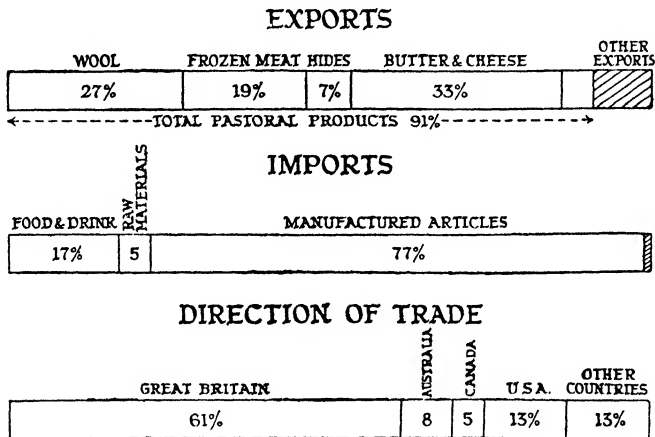 EXPORTS
WOOL FROZEN MEAT HIDES BUTTER & CHEESE OTHER EXPORTS
27% 19% 7% 33%
TOTAL PASTORAL PRODUCTS 91%
IMPORTS
FOOD & DRINK RAW MATERIALS MANUFACTURED ARTICLES
17% 5 77%
DIRECTION OF TRADE
GREAT BRITAIN AUSTRALIA CANADA U.S.A. OTHER COUNTRIES
61% 8 5 13% 13%